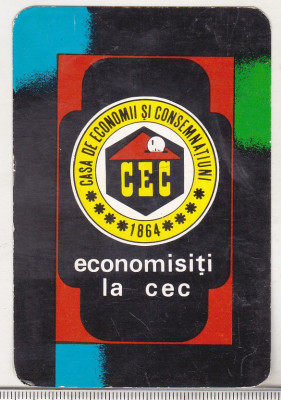 CASA DE ECONOMII ȘI CONSEMNAȚIUNI
CEC
1864
economisiți
la cec